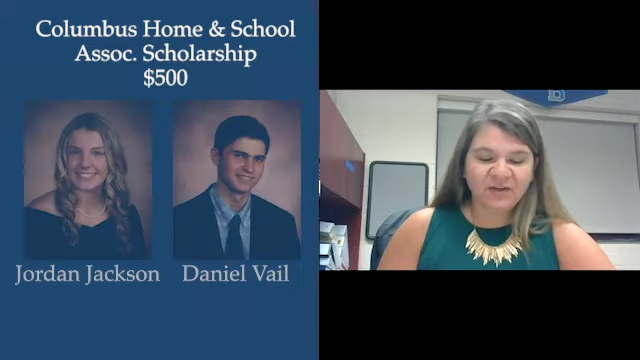 Columbus Home & School
Assoc. Scholarship
$500
Jordan Jackson
Daniel Vail